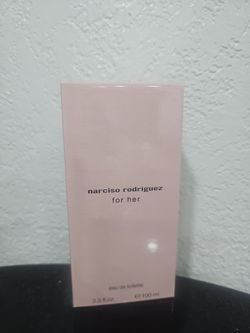 narciso rodriguez
for her
eau de toilette
3.3 fl.oz. ℮ 100 ml